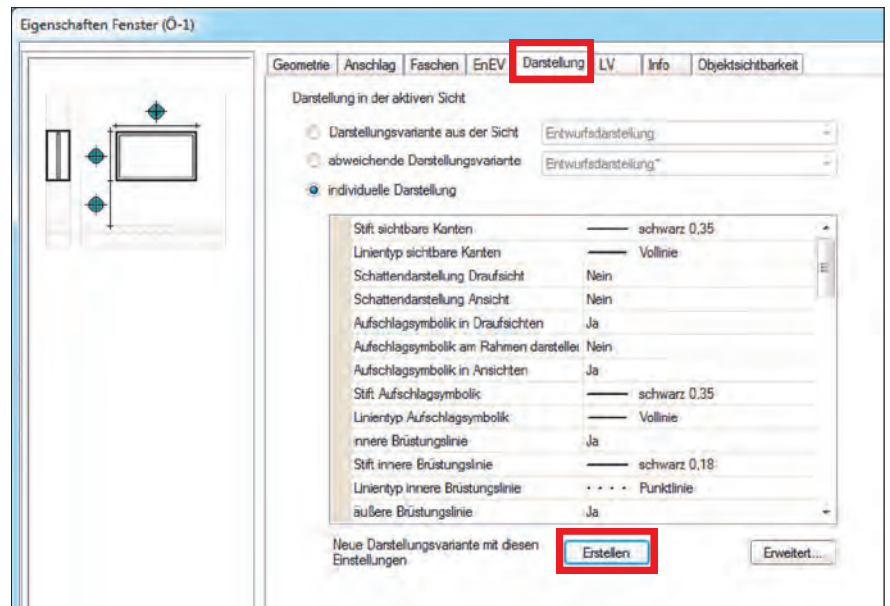 Eigenschaften Fenster (Ö-1)
Geometrie Anschlag Faschen EnEV Darstellung LV Info Objektsichtbarkeit
Darstellung in der aktiven Sicht
Darstellungsvariante aus der Sicht Entwurfsdarstellung
abweichende Darstellungsvariante Entwurfsdarstellung*
individuelle Darstellung
Stift sichtbare Kanten schwarz 0,35
Linientyp sichtbare Kanten Vollinie
Schattendarstellung Draufsicht Nein
Schattendarstellung Ansicht Nein
Aufschlagsymbolik in Draufsichten Ja
Aufschlagsymbolik am Rahmen darstellen Nein
Aufschlagsymbolik in Ansichten Ja
Stift Aufschlagsymbolik schwarz 0,35
Linientyp Aufschlagsymbolik Vollinie
innere Brüstungslinie Ja
Stift innere Brüstungslinie schwarz 0,18
Linientyp innere Brüstungslinie Punktlinie
äußere Brüstungslinie Ja
Neue Darstellungsvariante mit diesen
Einstellungen Erstellen Erweitert...